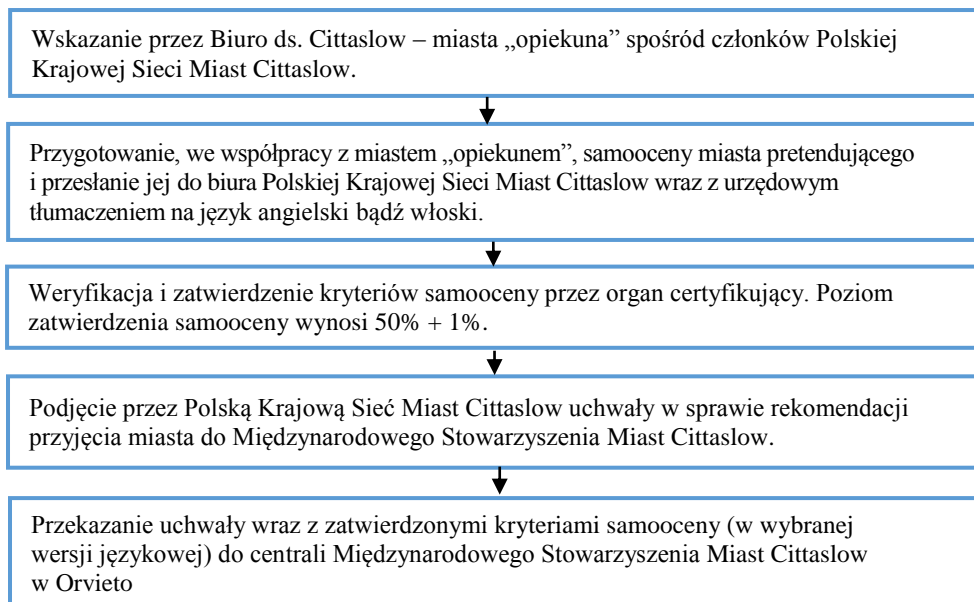 Wskazanie przez Biuro ds. Cittaslow – miasta „opiekuna” spośród członków Polskiej
Krajowej Sieci Miast Cittaslow.
Przygotowanie, we współpracy z miastem „opiekunem”, samooceny miasta pretendującego
i przesłanie jej do biura Polskiej Krajowej Sieci Miast Cittaslow wraz z urzędowym
tłumaczeniem na język angielski bądź włoski.
Weryfikacja i zatwierdzenie kryteriów samooceny przez organ certyfikujący. Poziom
zatwierdzenia samooceny wynosi 50% + 1%.
Podjęcie przez Polską Krajową Sieć Miast Cittaslow uchwały w sprawie rekomendacji
przyjęcia miasta do Międzynarodowego Stowarzyszenia Miast Cittaslow.
Przekazanie uchwały wraz z zatwierdzonymi kryteriami samooceny (w wybranej
wersji językowej) do centrali Międzynarodowego Stowarzyszenia Miast Cittaslow
w Orvieto